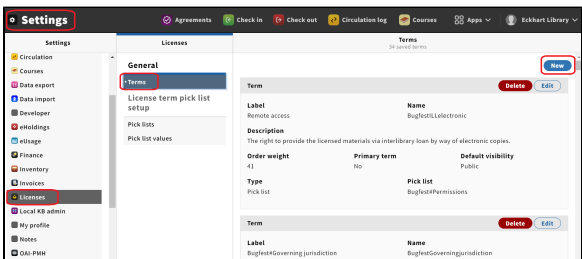 Settings
Agreements
Check in
Check out
Circulation log
Courses
Apps
Eckhart Library
Settings
Circulation
Courses
Data export
Data import
Developer
eHoldings
eUsage
Finance
Inventory
Invoices
Licenses
Local KB admin
My profile
Notes
OAI-PMH
Licenses
General
Terms
License term pick list
setup
Pick lists
Pick list values
Terms
34 saved terms
New
Term
Delete
Edit
Label
Name
Remote access
BugfestILLelectronic
Description
The right to provide the licensed materials via interlibrary loan by way of electronic copies.
Order weight
Primary term
Default visibility
41
No
Public
Type
Pick list
Pick list
Bugfest#Permissions
Term
Delete
Edit
Label
Name
Bugfest#Governing jurisdiction
BugfestGoverningjurisdiction